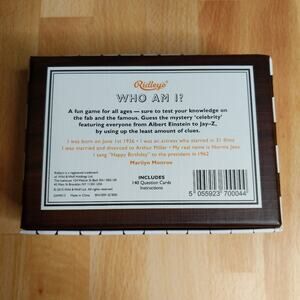 Ridley's
WHO AM I?
A fun game for all ages — sure to test your knowledge on
the fab and the famous. Guess the mystery 'celebrity'
featuring everyone from Albert Einstein to Jay-Z,
by using up the least amount of clues.
I was born on June 1st 1926 • I was an actress who starred in 31 films
I was married and divorced to Arthur Miller • My real name is Norma Jean
I sang "Happy Birthday" to the president in 1962
Marilyn Monroe
INCLUDES
140 Question Cards
Instructions
5 055923 700044